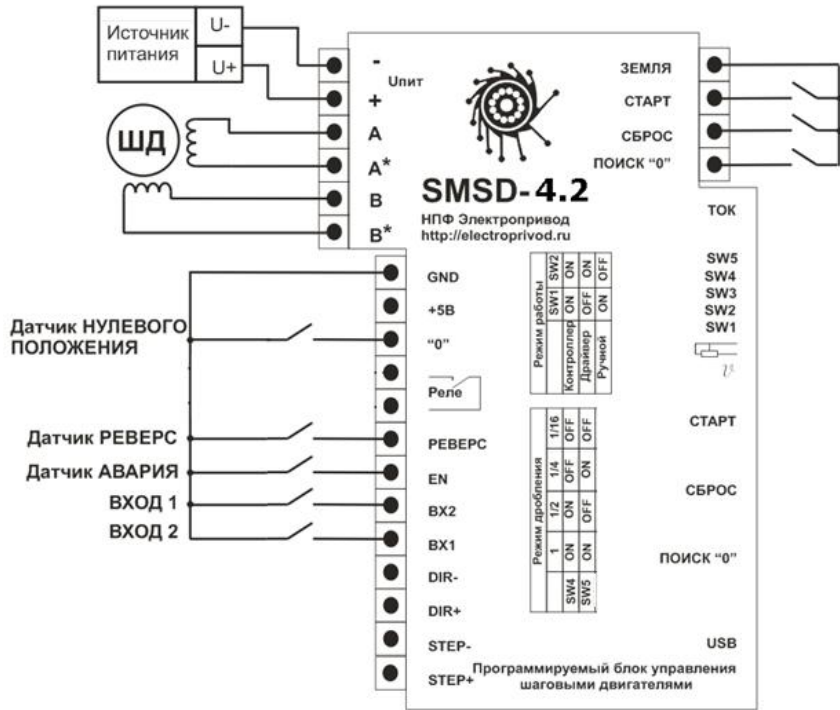 Источник
питания
U-
U+
ШД
-
Uпит
+
A
A*
B
B*
SMSD-4.2
НПФ Электропривод
http://electroprivod.ru
ЗЕМЛЯ
СТАРТ
СБРОС
ПОИСК “0”
ТОК
SW5
SW4
SW3
SW2
SW1
СТАРТ
СБРОС
ПОИСК “0”
USB
GND
+5В
“0”
Реле
РЕВЕРС
EN
ВХ2
ВХ1
DIR-
DIR+
STEP-
STEP+
Датчик НУЛЕВОГО
ПОЛОЖЕНИЯ
Датчик РЕВЕРС
Датчик АВАРИЯ
ВХОД 1
ВХОД 2
Режим работы
SW1 SW2
Контроллер ON ON
Драйвер OFF ON
Ручной ON OFF
Режим дробления
1 1/2 1/4 1/16
SW4 ON ON OFF OFF
SW5 ON OFF ON OFF
Программируемый блок управления
шаговыми двигателями